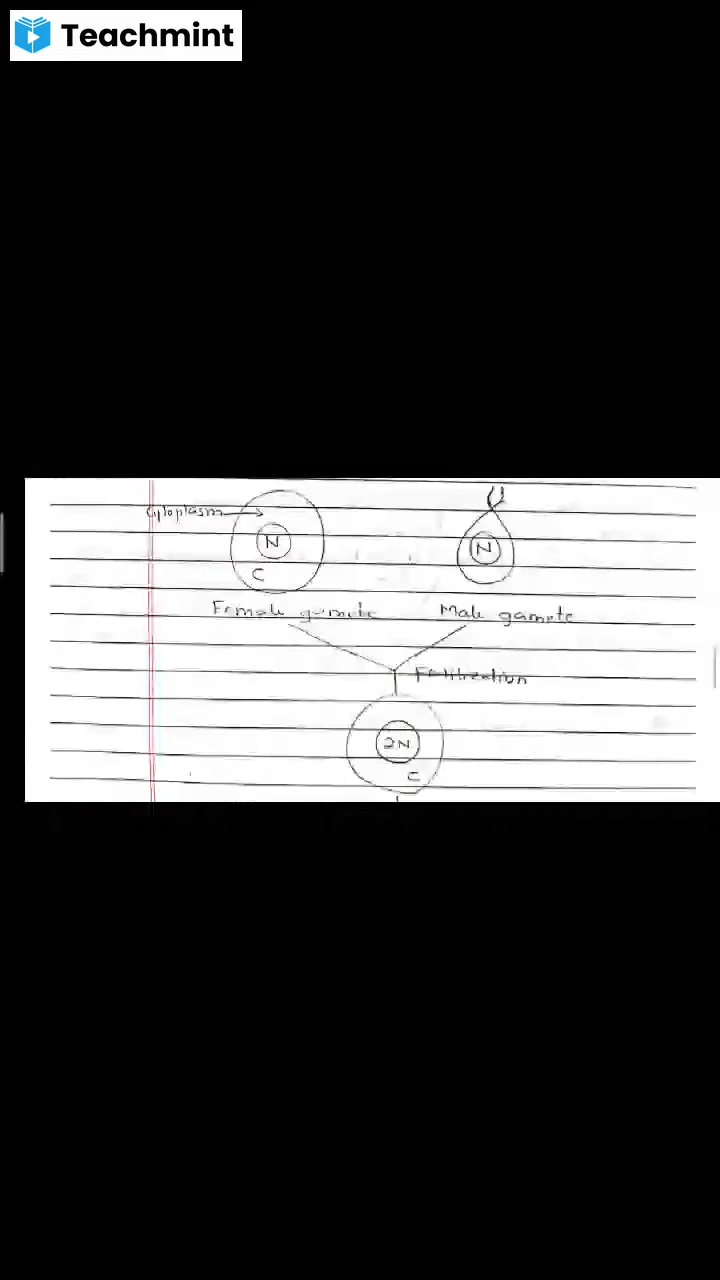 Teachmint
Cytoplasm
N
N
C
Female gamete Male gamete
Fertilization
2N
C